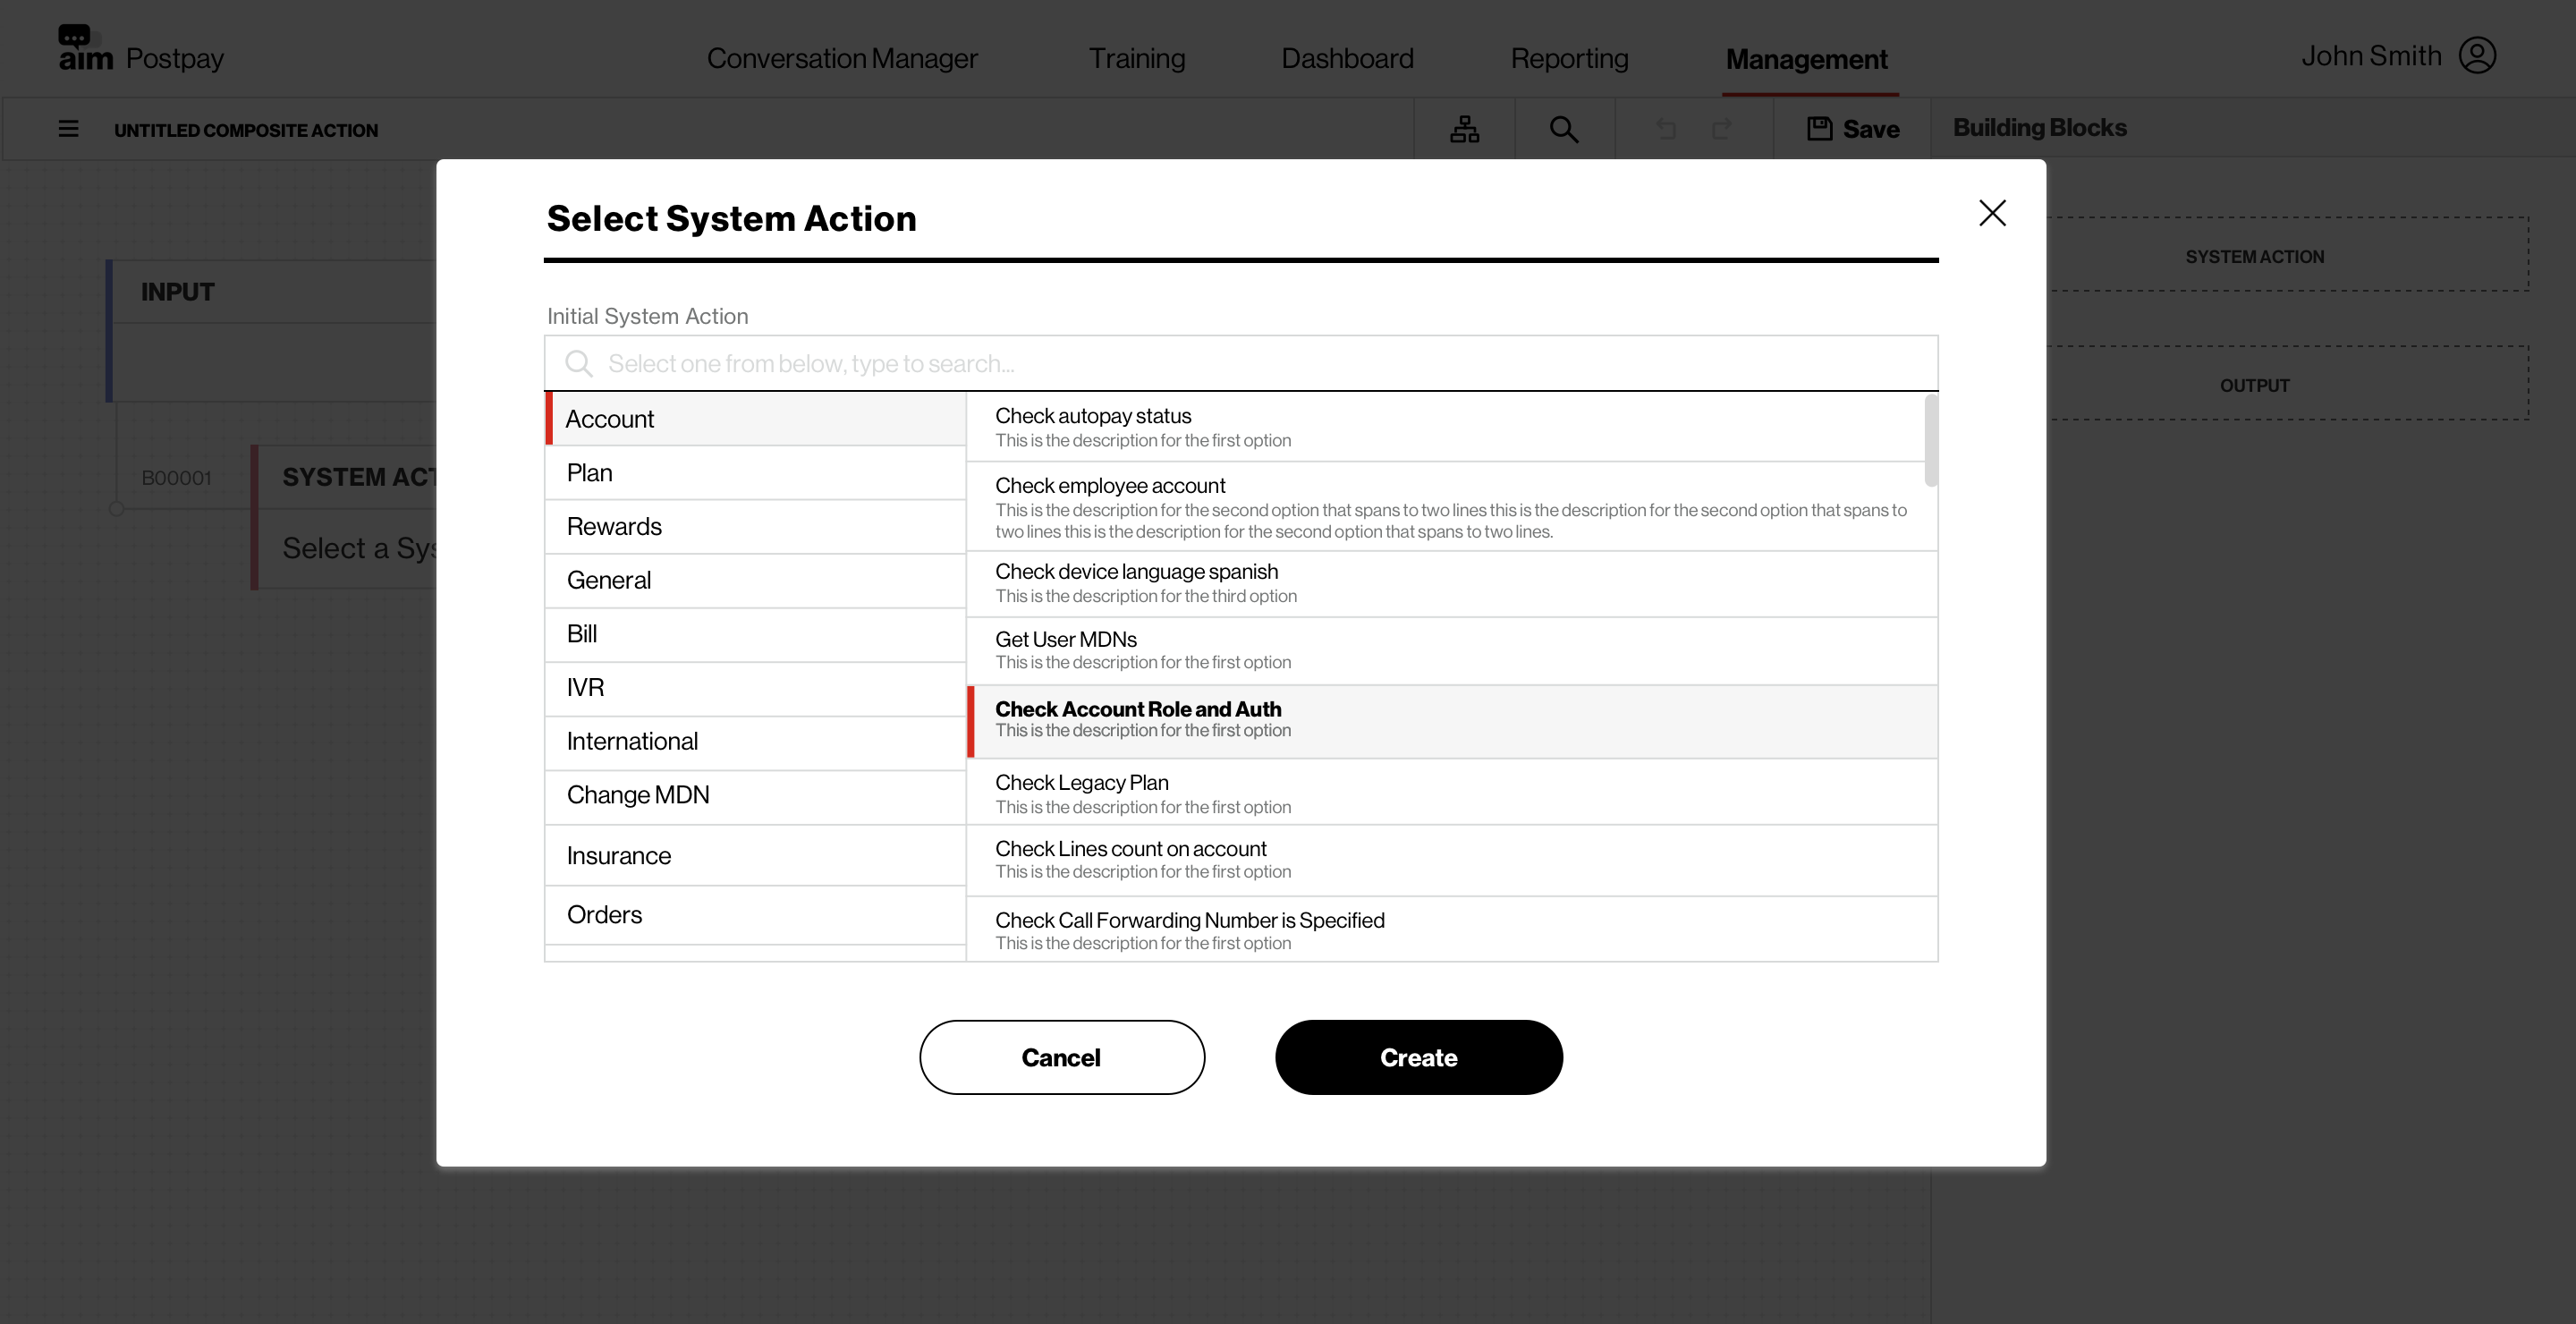 aim Postpay
Conversation Manager
Training
Dashboard
Reporting
Management
John Smith
UNTITLED COMPOSITE ACTION
Save
Building Blocks
INPUT
B00001
SYSTEM ACT
Select a Sys
SYSTEM ACTION
OUTPUT
Select System Action
Initial System Action
Select one from below, type to search...
Account
Plan
Rewards
General
Bill
IVR
International
Change MDN
Insurance
Orders
Check autopay status
This is the description for the first option
Check employee account
This is the description for the second option that spans to two lines this is the description for the second option that spans to
two lines this is the description for the second option that spans to two lines.
Check device language spanish
This is the description for the third option
Get User MDNs
This is the description for the first option
Check Account Role and Auth
This is the description for the first option
Check Legacy Plan
This is the description for the first option
Check Lines count on account
This is the description for the first option
Check Call Forwarding Number is Specified
This is the description for the first option
Cancel
Create